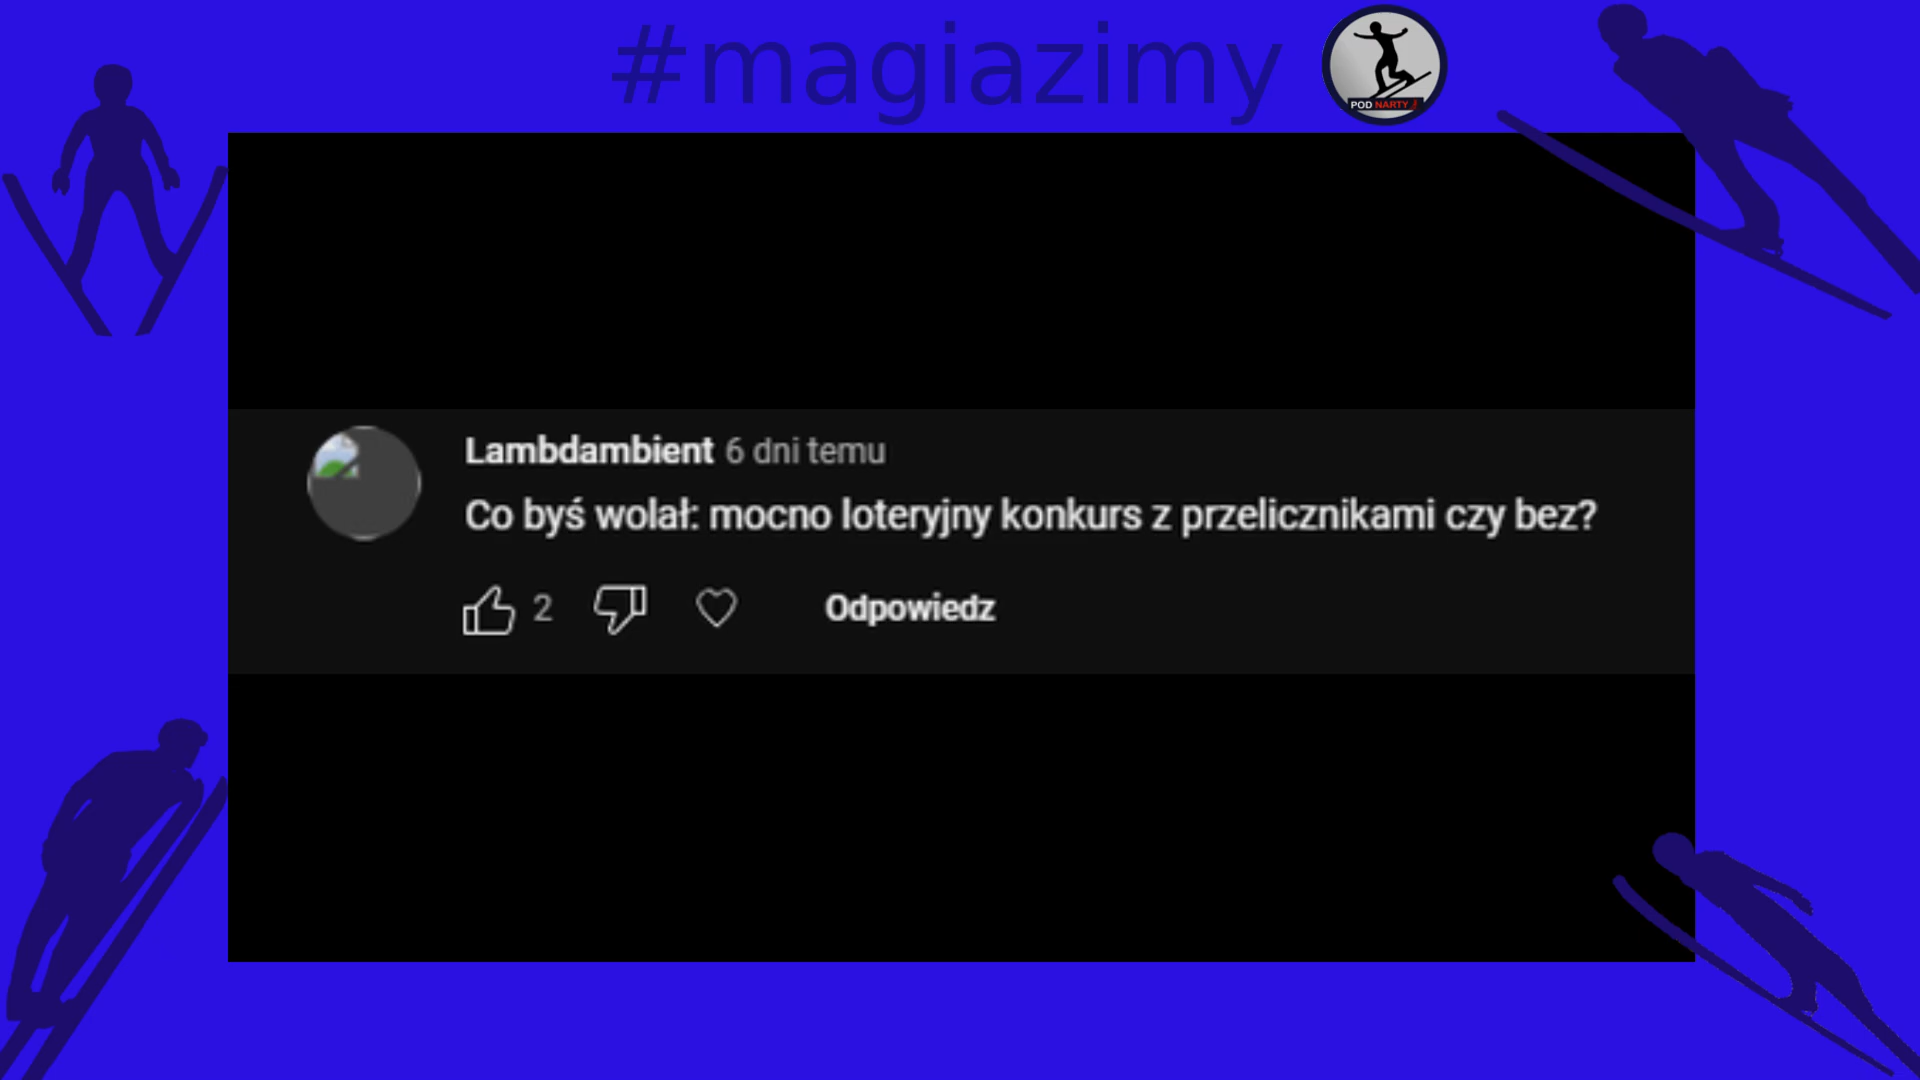 #magiazimy
POD NARTY
Lambdambient 6 dni temu
Co byś wolał: mocno loteryjny konkurs z przelicznikami czy bez?
2 Odpowiedz